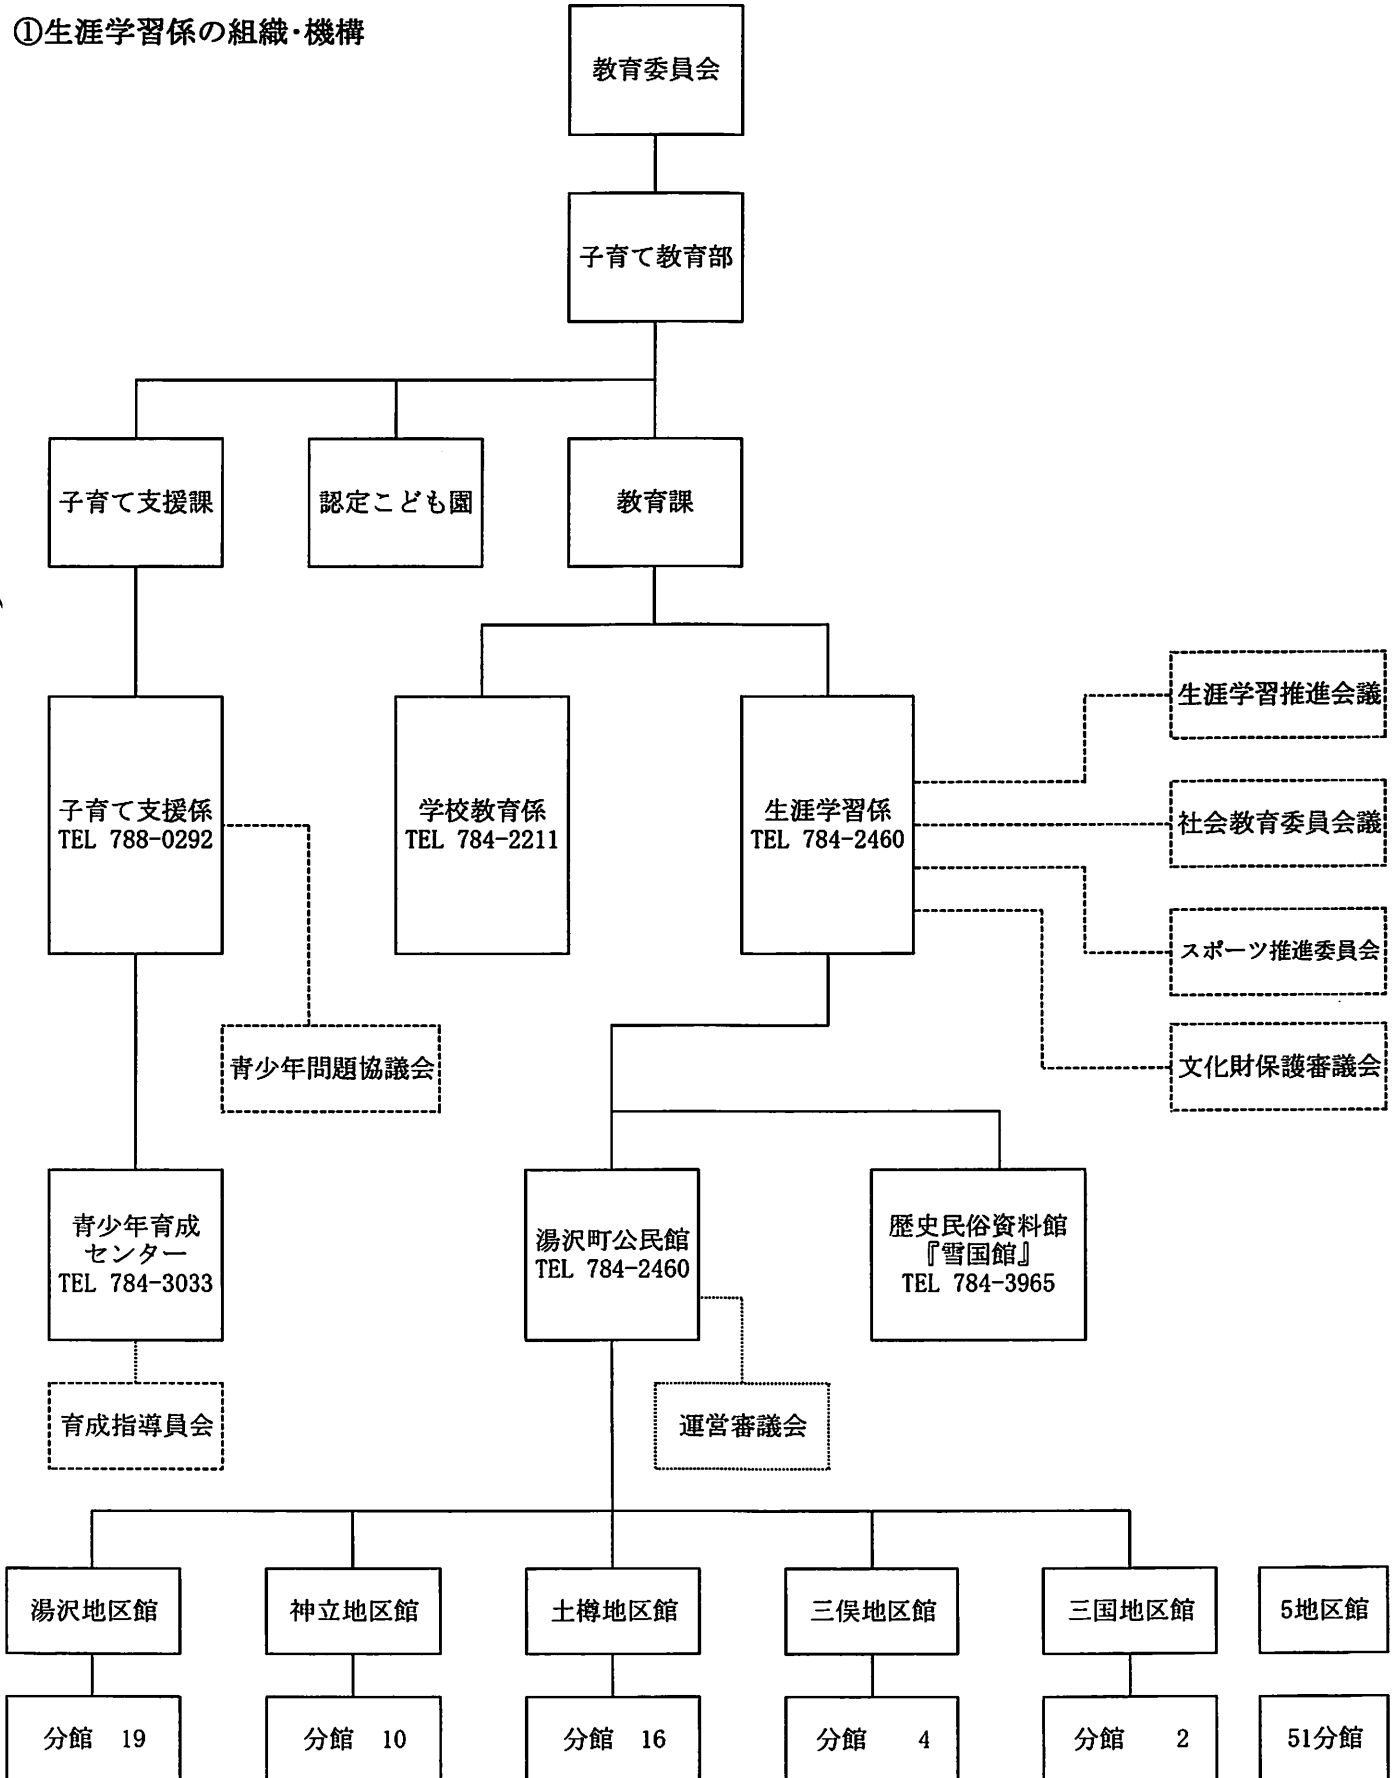 ①生涯学習係の組織・機構
教育委員会
子育て教育部
子育て支援課
認定こども園
教育課
子育て支援係
TEL 788-0292
学校教育係
TEL 784-2211
生涯学習係
TEL 784-2460
生涯学習推進会議
社会教育委員会議
スポーツ推進委員会
文化財保護審議会
青少年問題協議会
青少年育成
センター
TEL 784-3033
湯沢町公民館
TEL 784-2460
歴史民俗資料館
『雪国館』
TEL 784-3965
育成指導員会
運営審議会
湯沢地区館
神立地区館
土樽地区館
三俣地区館
三国地区館
5地区館
分館 19
分館 10
分館 16
分館 4
分館 2
51分館